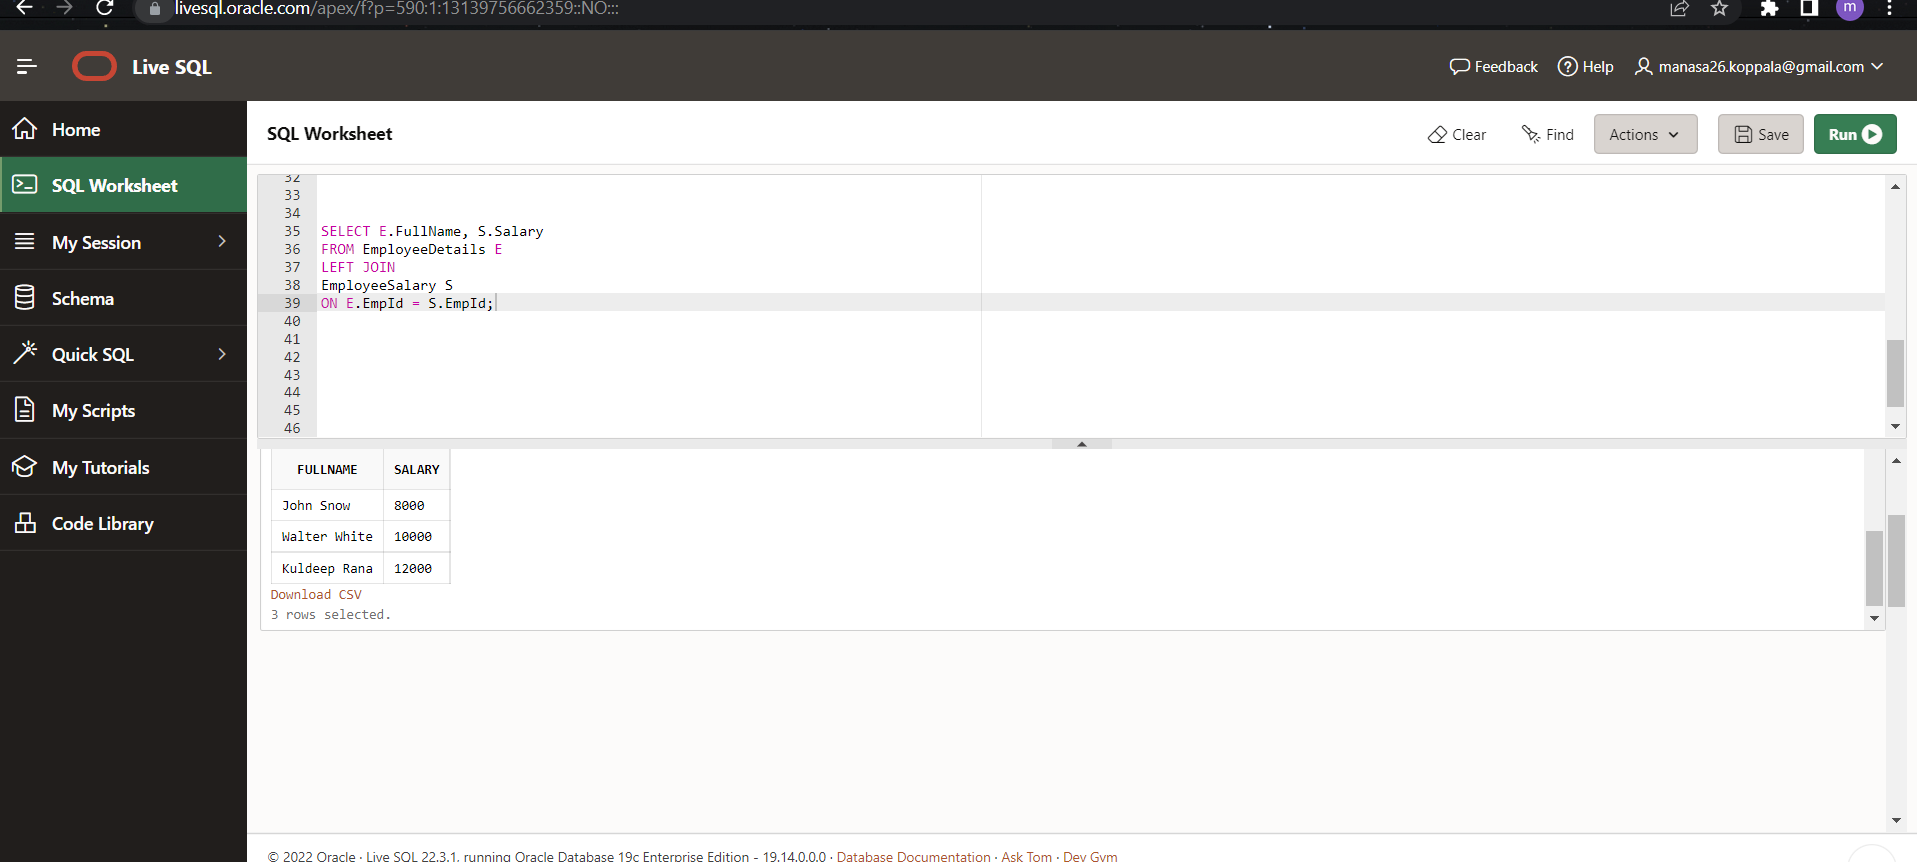 livesql.oracle.com/apex/f?p=590:1:13139756662359::NO:::
m
Live SQL
Feedback
Help
manasa26.koppala@gmail.com
Home
SQL Worksheet
My Session
Schema
Quick SQL
My Scripts
My Tutorials
Code Library
SQL Worksheet
Clear
Find
Actions
Save
Run
32
33
34
35 SELECT E.FullName, S.Salary
36 FROM EmployeeDetails E
37 LEFT JOIN
38 EmployeeSalary S
39 ON E.EmpId = S.EmpId;
40
41
42
43
44
45
46
FULLNAME SALARY
John Snow 8000
Walter White 10000
Kuldeep Rana 12000
Download CSV
3 rows selected.
© 2022 Oracle · Live SQL 22.3.1, running Oracle Database 19c Enterprise Edition - 19.14.0.0.0 · Database Documentation · Ask Tom · Dev Gym